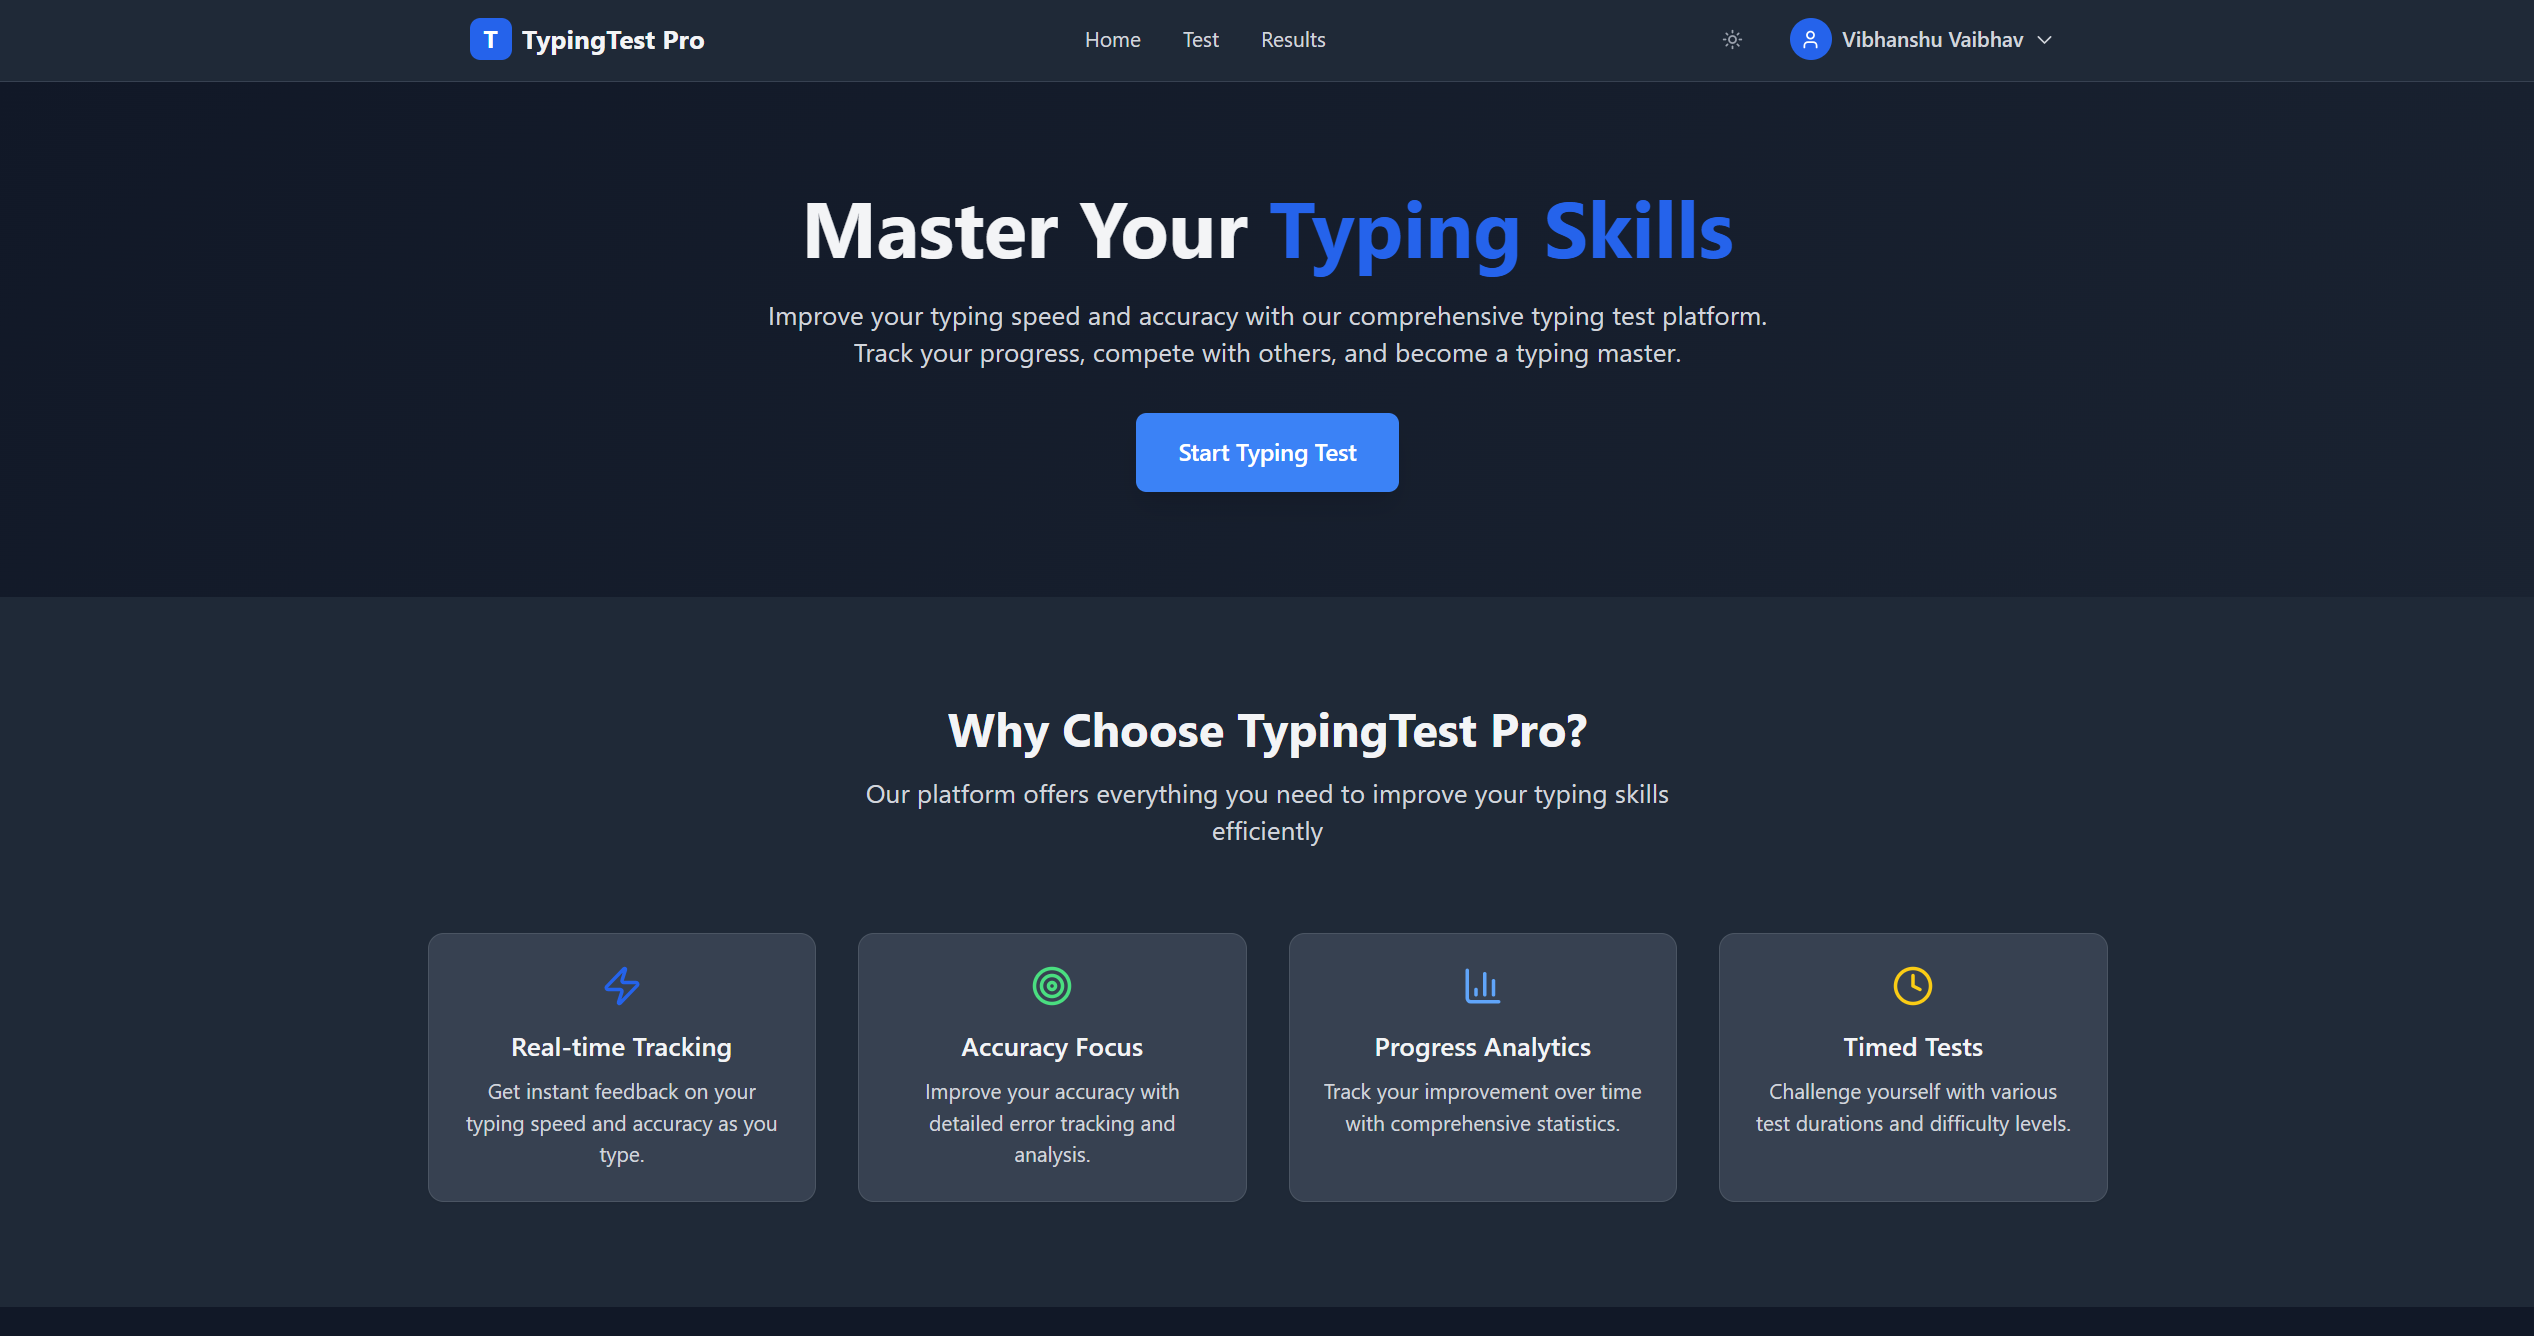 T TypingTest Pro
Home Test Results
Vibhanshu Vaibhav
Master Your Typing Skills
Improve your typing speed and accuracy with our comprehensive typing test platform.
Track your progress, compete with others, and become a typing master.
Start Typing Test
Why Choose TypingTest Pro?
Our platform offers everything you need to improve your typing skills
efficiently
Real-time Tracking
Get instant feedback on your
typing speed and accuracy as you
type.
Accuracy Focus
Improve your accuracy with
detailed error tracking and
analysis.
Progress Analytics
Track your improvement over time
with comprehensive statistics.
Timed Tests
Challenge yourself with various
test durations and difficulty levels.